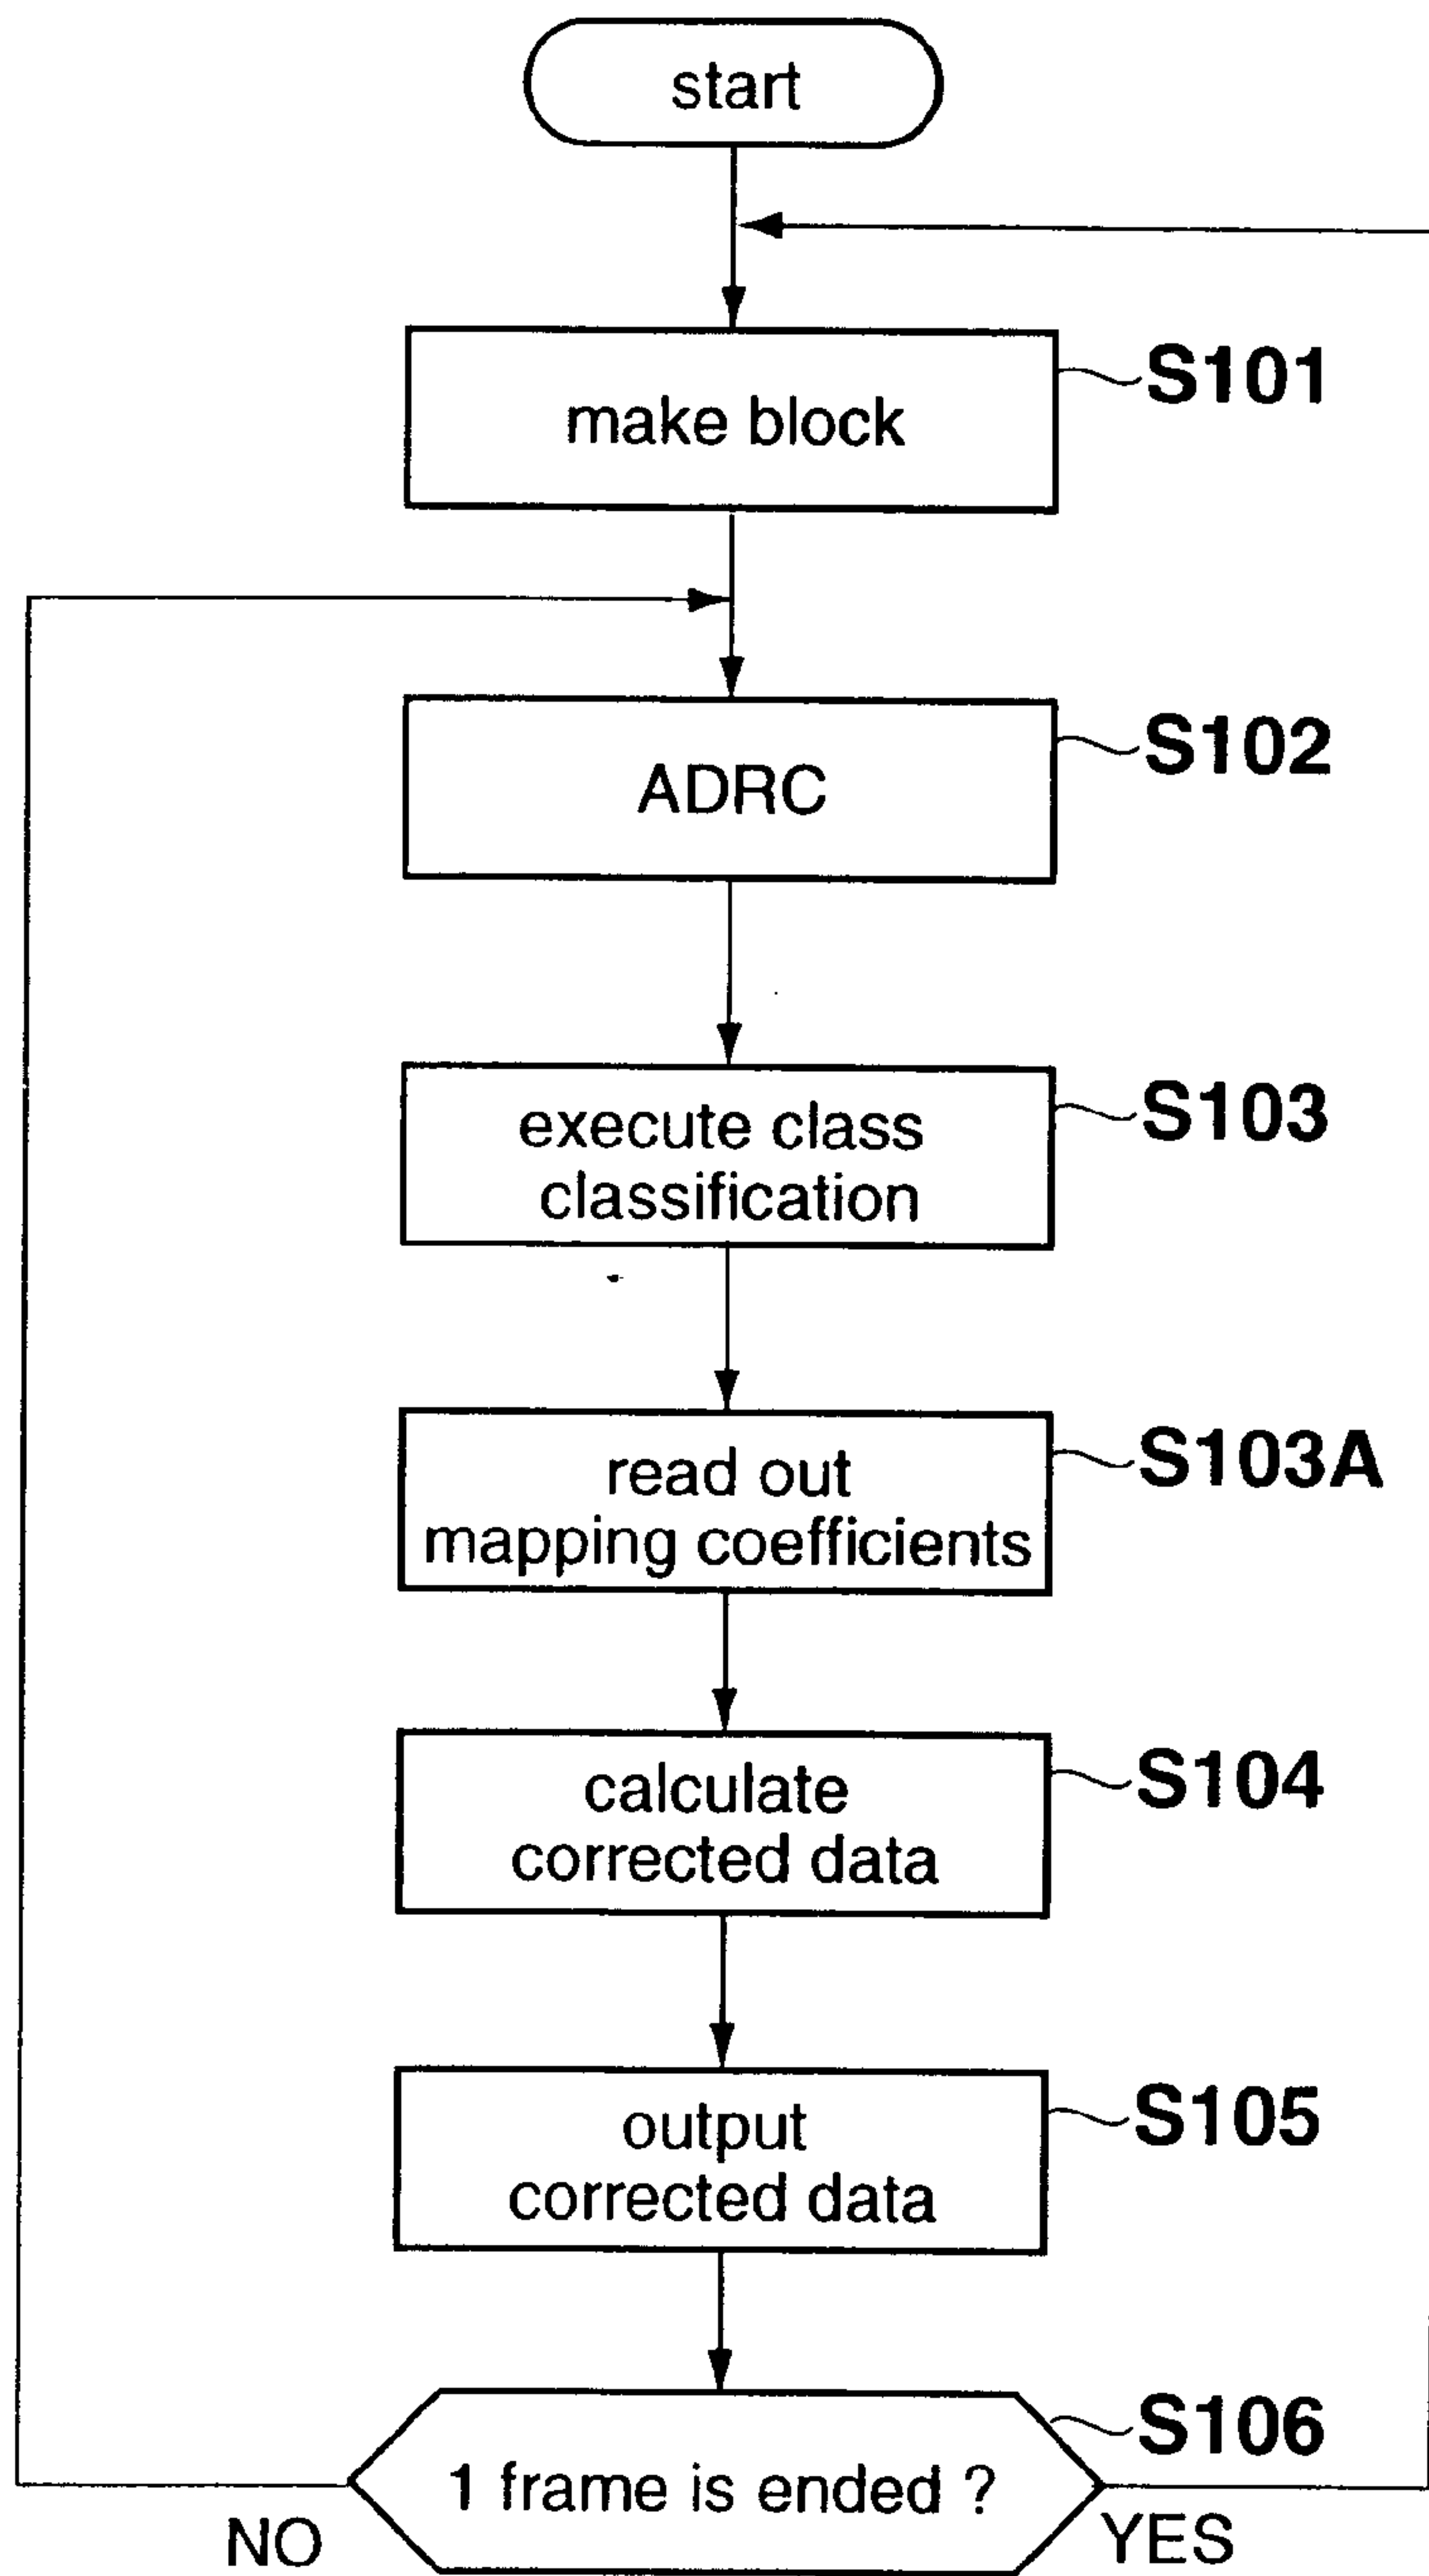 start
make block
S101
ADRC
S102
execute class
classification
S103
read out
mapping coefficients
S103A
calculate
corrected data
S104
output
corrected data
S105
1 frame is ended ?
S106
NO
YES